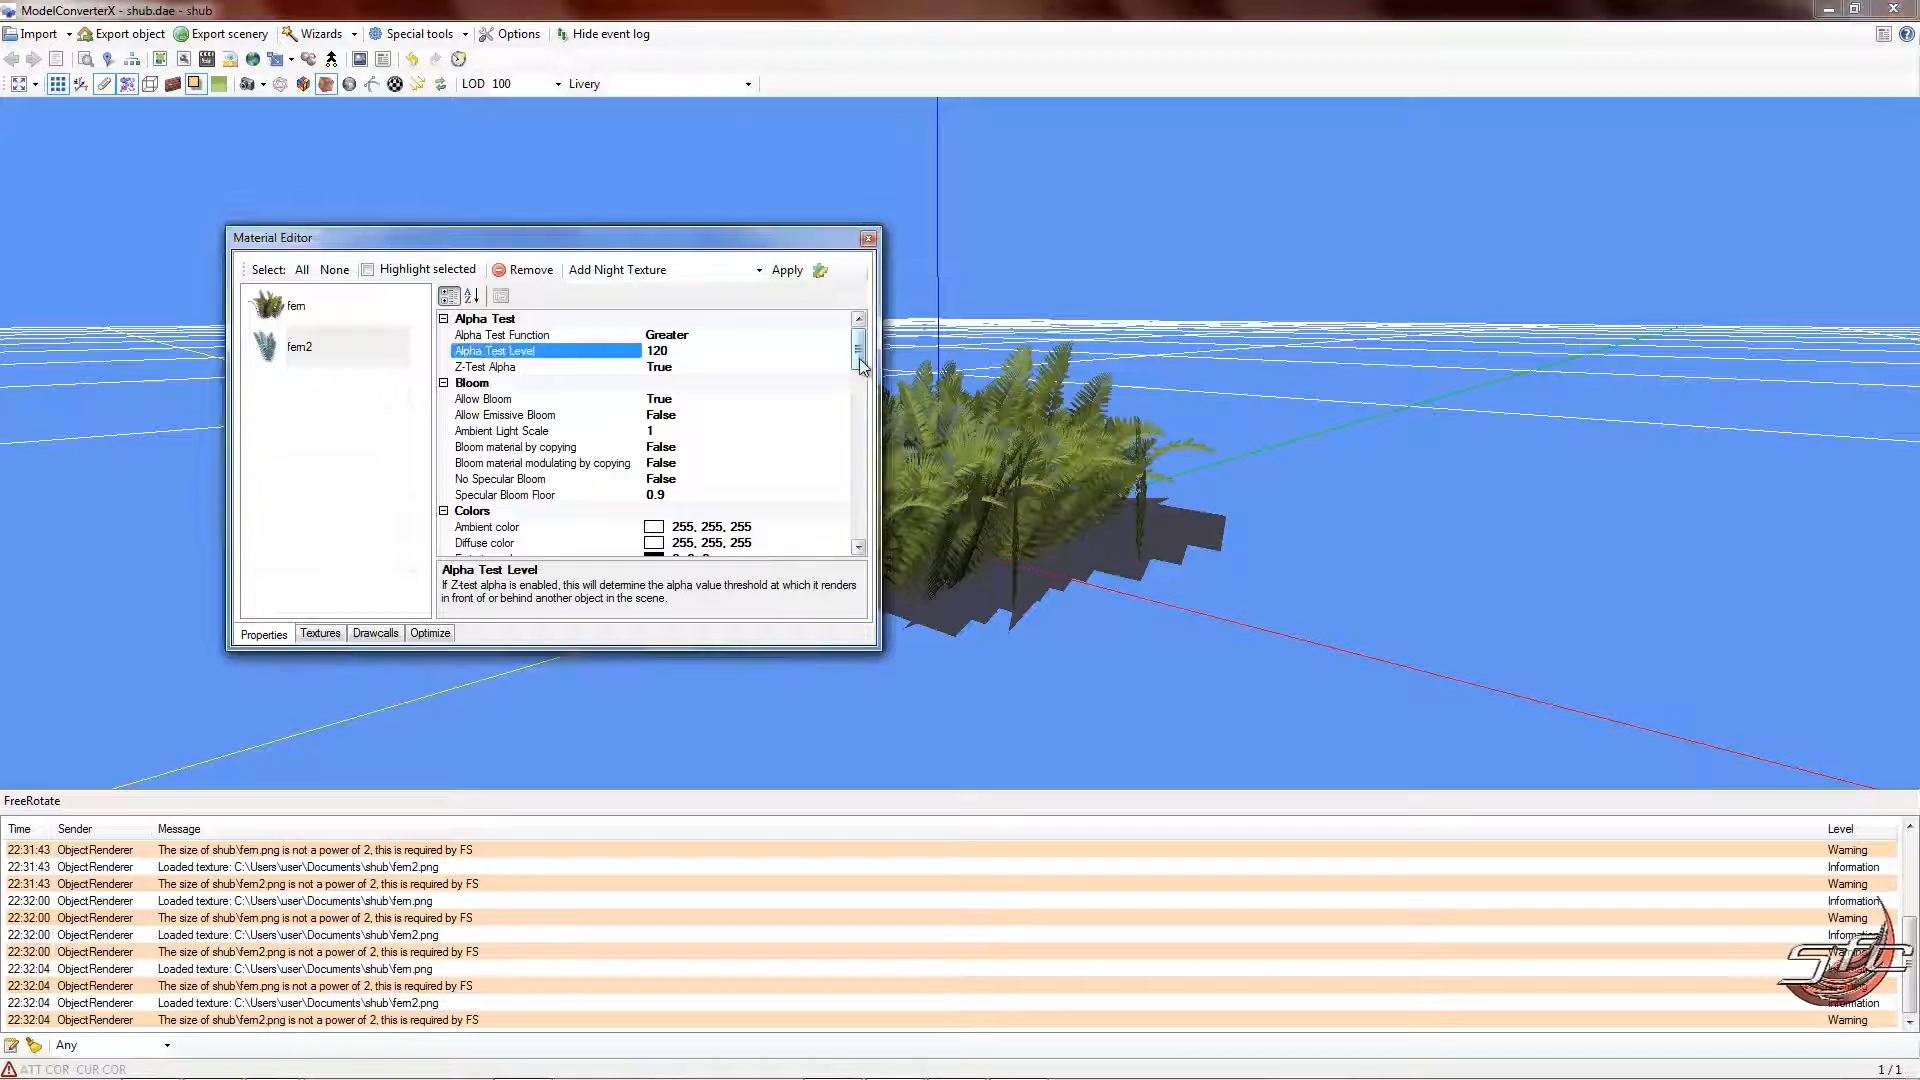 ModelConverterX - shub.dae - shub
Import Export object Export scenery Wizards Special tools Options Hide event log
LOD 100 Livery
Material Editor
Select: All None Highlight selected Remove Add Night Texture Apply
fern
fern2
Alpha Test
Alpha Test Function Greater
Alpha Test Level 120
Z-Test Alpha True
Bloom
Allow Bloom True
Allow Emissive Bloom False
Ambient Light Scale 1
Bloom material by copying False
Bloom material modulating by copying False
No Specular Bloom False
Specular Bloom Floor 0.9
Colors
Ambient color 255, 255, 255
Diffuse color 255, 255, 255
Alpha Test Level
If Z-test alpha is enabled, this will determine the alpha value threshold at which it renders
in front of or behind another object in the scene.
Properties Textures Drawcalls Optimize
FreeRotate
Time Sender Message Level
22:31:43 ObjectRenderer The size of shub\fern.png is not a power of 2, this is required by FS Warning
22:31:43 ObjectRenderer Loaded texture: C:\Users\user\Documents\shub\fern2.png Information
22:31:43 ObjectRenderer The size of shub\fern2.png is not a power of 2, this is required by FS Warning
22:32:00 ObjectRenderer Loaded texture: C:\Users\user\Documents\shub\fern.png Information
22:32:00 ObjectRenderer The size of shub\fern.png is not a power of 2, this is required by FS Warning
22:32:00 ObjectRenderer Loaded texture: C:\Users\user\Documents\shub\fern2.png
22:32:00 ObjectRenderer The size of shub\fern2.png is not a power of 2, this is required by FS
22:32:04 ObjectRenderer Loaded texture: C:\Users\user\Documents\shub\fern.png
22:32:04 ObjectRenderer The size of shub\fern.png is not a power of 2, this is required by FS
22:32:04 ObjectRenderer Loaded texture: C:\Users\user\Documents\shub\fern2.png
22:32:04 ObjectRenderer The size of shub\fern2.png is not a power of 2, this is required by FS Warning
Any
ATT COR CUR COR 1 / 1